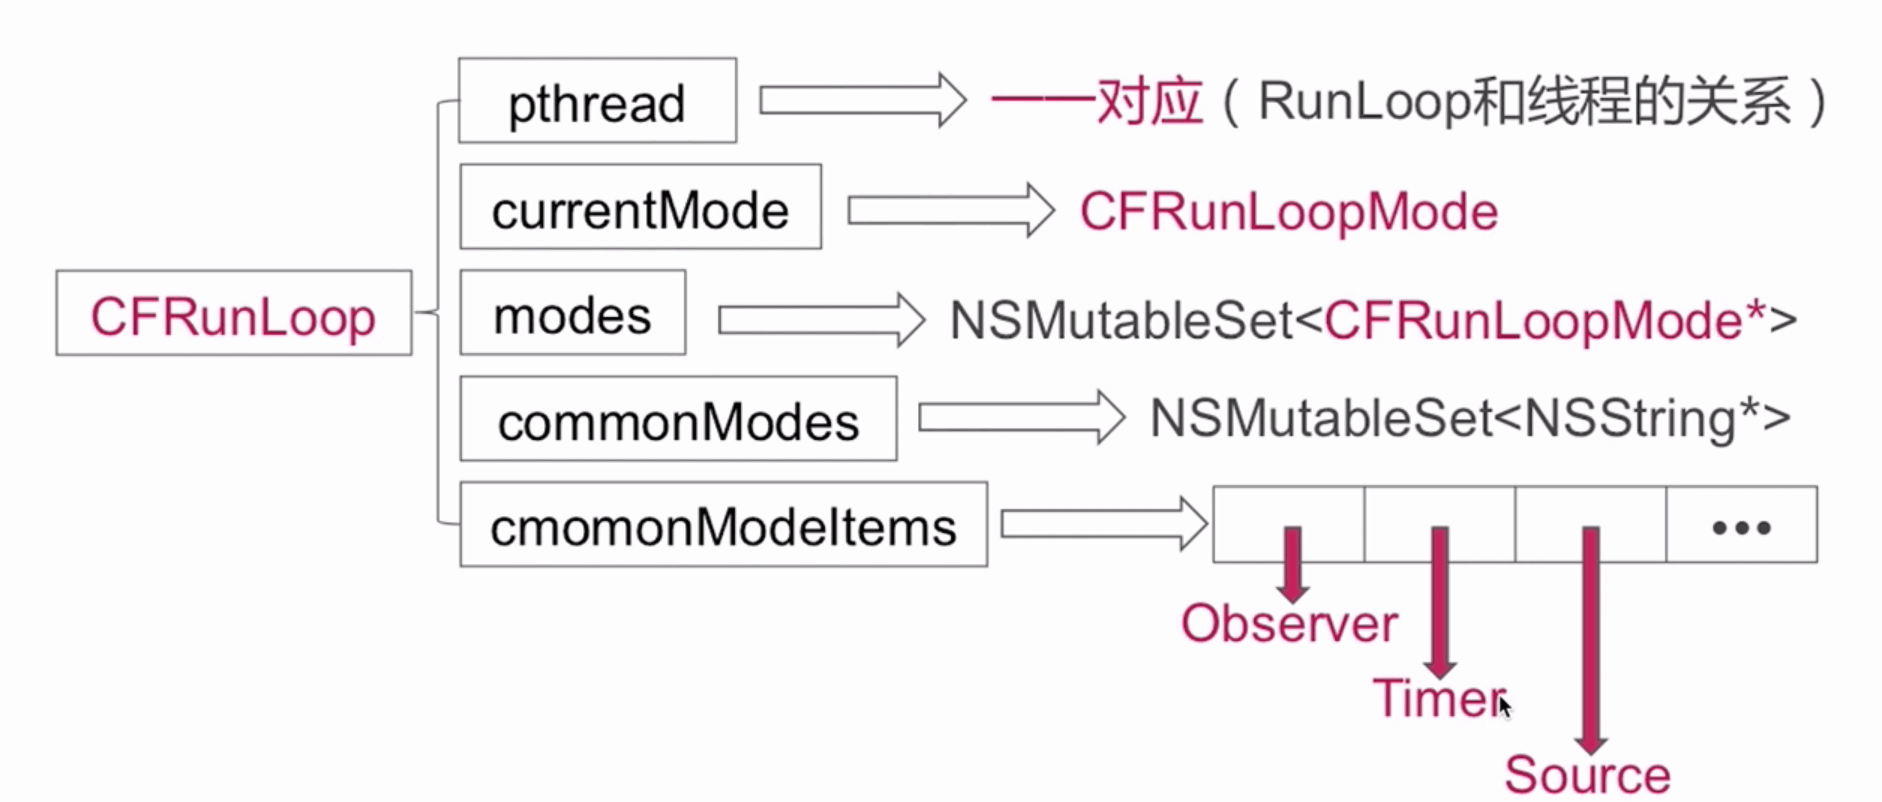 pthread
一一对应（RunLoop和线程的关系）
currentMode
CFRunLoopMode
CFRunLoop
modes
NSMutableSet<CFRunLoopMode*>
commonModes
NSMutableSet<NSString*>
cmomonModeItems
•••
Observer
Timer
Source